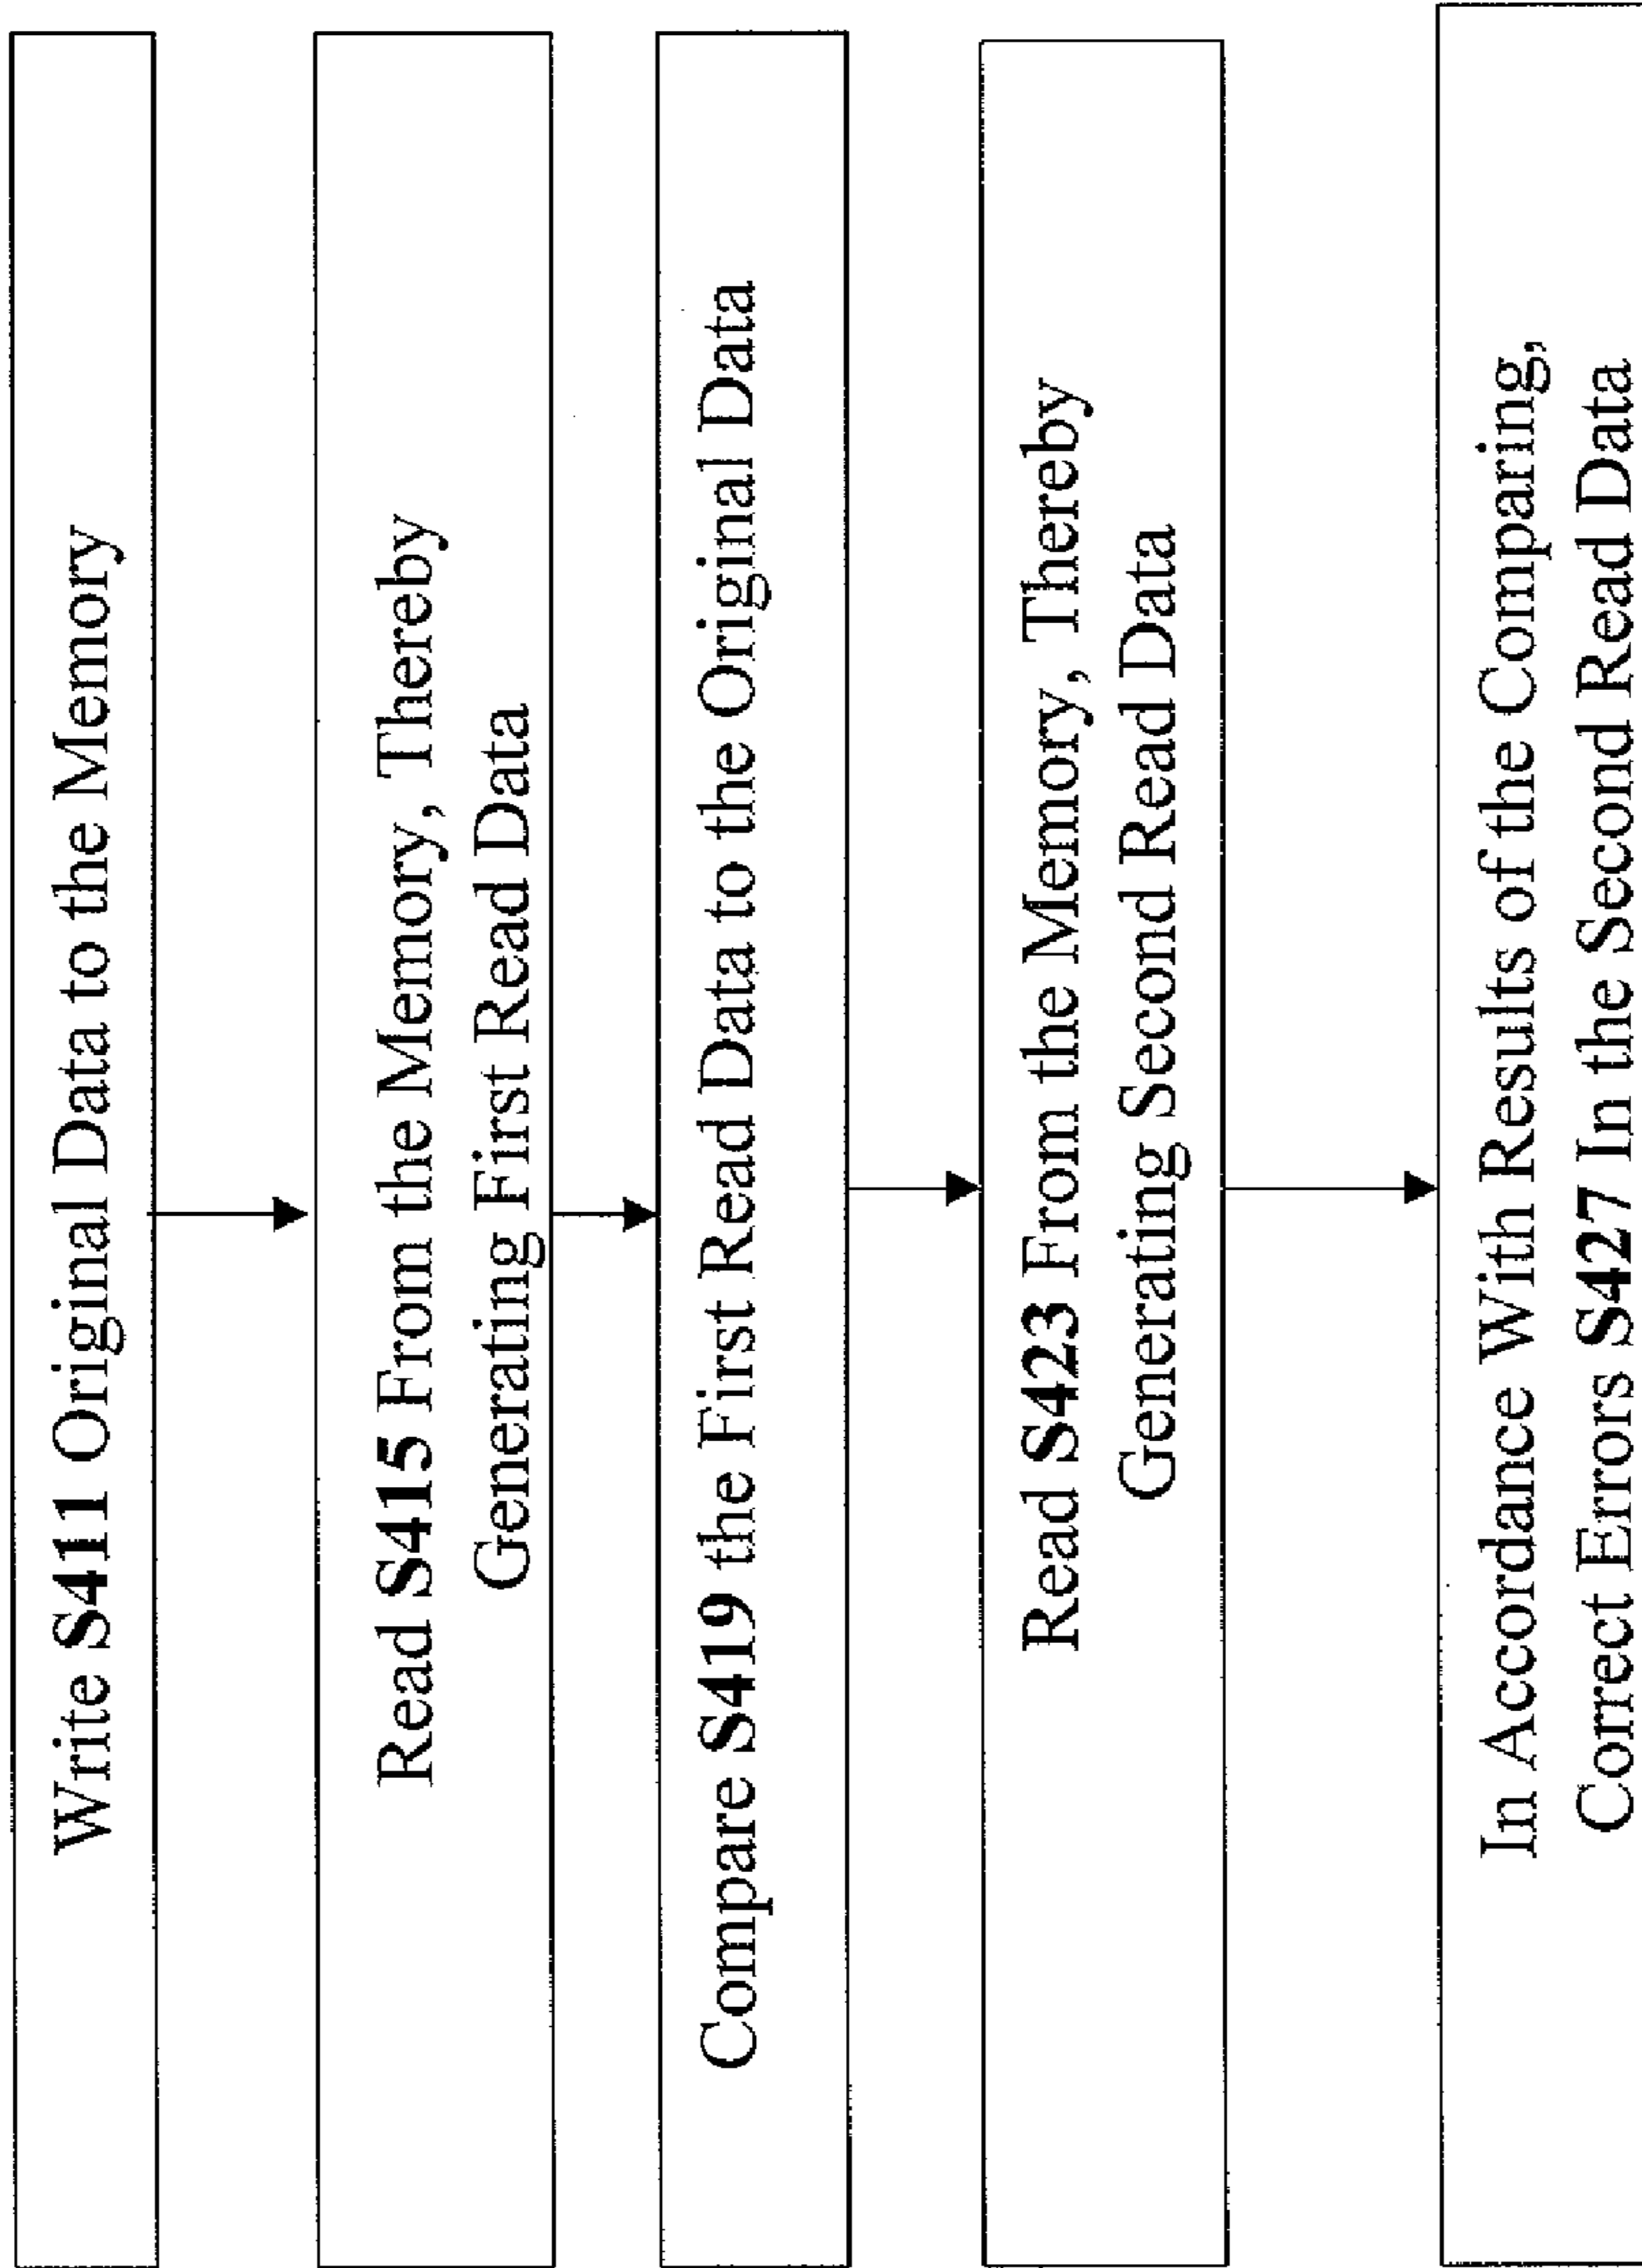 Write S411 Original Data to the Memory
Read S415 From the Memory, Thereby
Generating First Read Data
Compare S419 the First Read Data to the Original Data
Read S423 From the Memory, Thereby
Generating Second Read Data
In Accordance With Results of the Comparing,
Correct Errors S427 In the Second Read Data